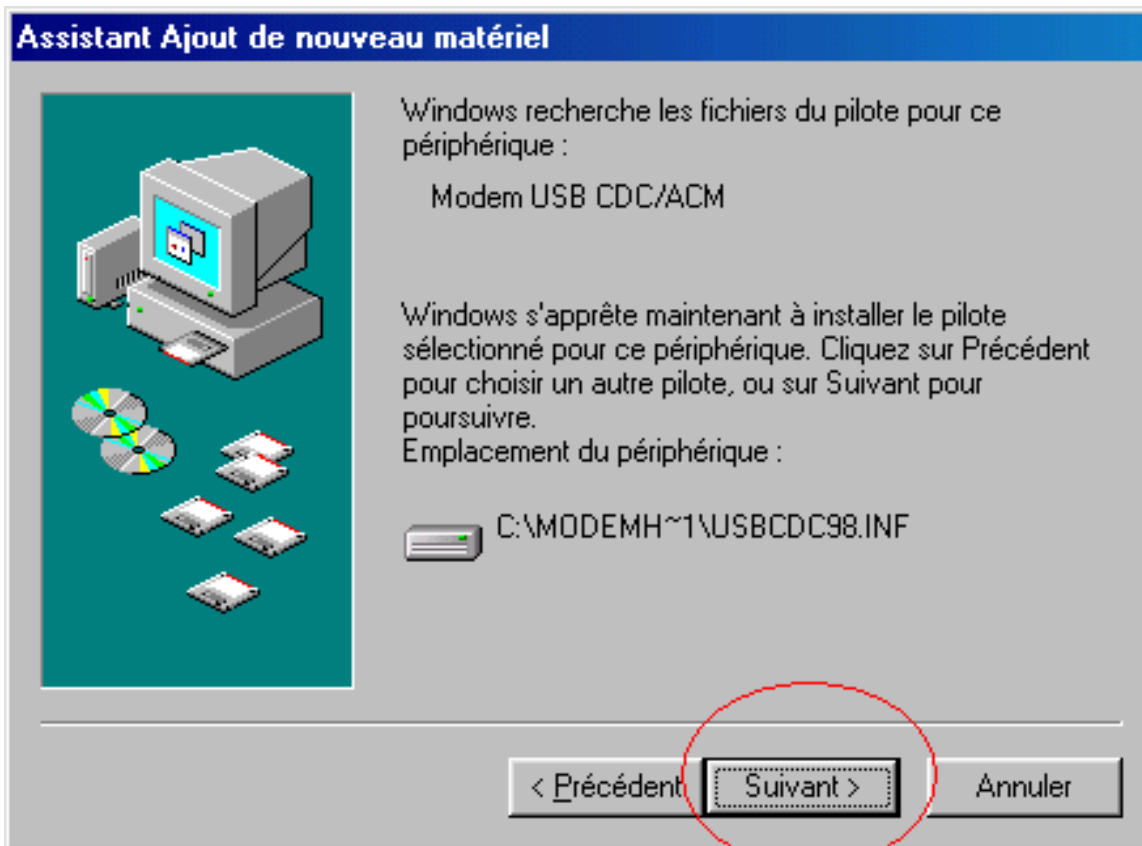 Assistant Ajout de nouveau matériel
Windows recherche les fichiers du pilote pour ce
périphérique :
Modem USB CDC/ACM
Windows s'apprête maintenant à installer le pilote
sélectionné pour ce périphérique. Cliquez sur Précédent
pour choisir un autre pilote, ou sur Suivant pour
poursuivre.
Emplacement du périphérique :
C:\MODEMH~1\USBCDC98.INF
< Précédent
Suivant >
Annuler